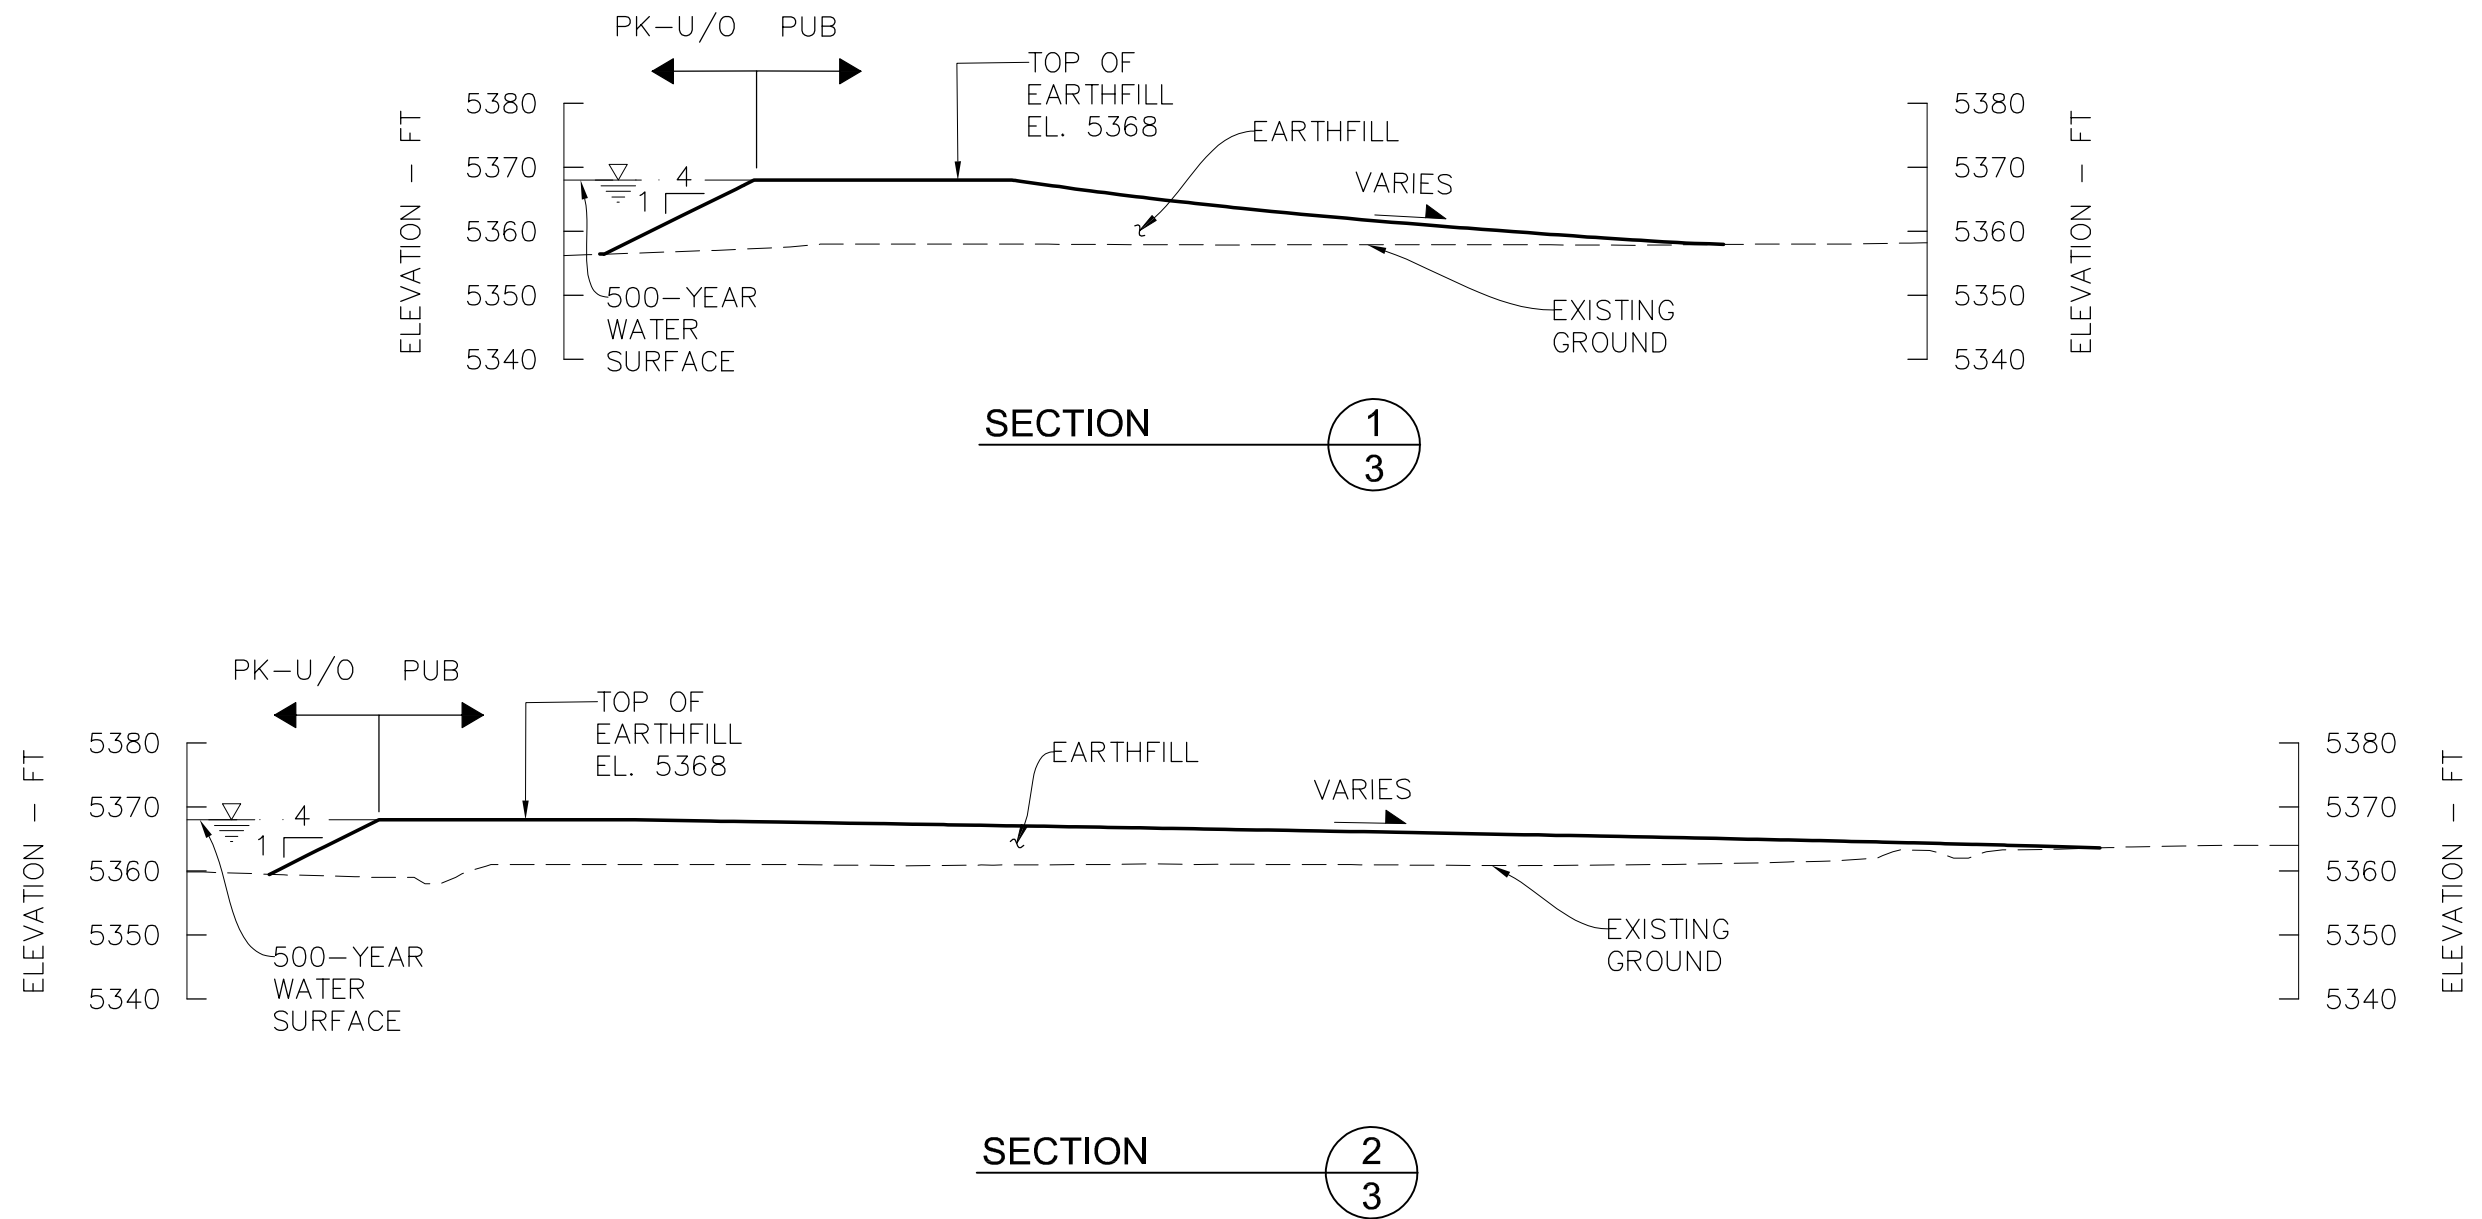 PK-U/O PUB
TOP OF
EARTHFILL
EL. 5368
EARTHFILL
VARIES
4
1
ELEVATION - FT
5380
5370
5360
5350
5340
500-YEAR
WATER
SURFACE
EXISTING
GROUND
5380
5370
5360
5350
5340
ELEVATION - FT
SECTION
1
3
PK-U/O PUB
TOP OF
EARTHFILL
EL. 5368
EARTHFILL
VARIES
4
1
ELEVATION - FT
5380
5370
5360
5350
5340
500-YEAR
WATER
SURFACE
EXISTING
GROUND
5380
5370
5360
5350
5340
ELEVATION - FT
SECTION
2
3